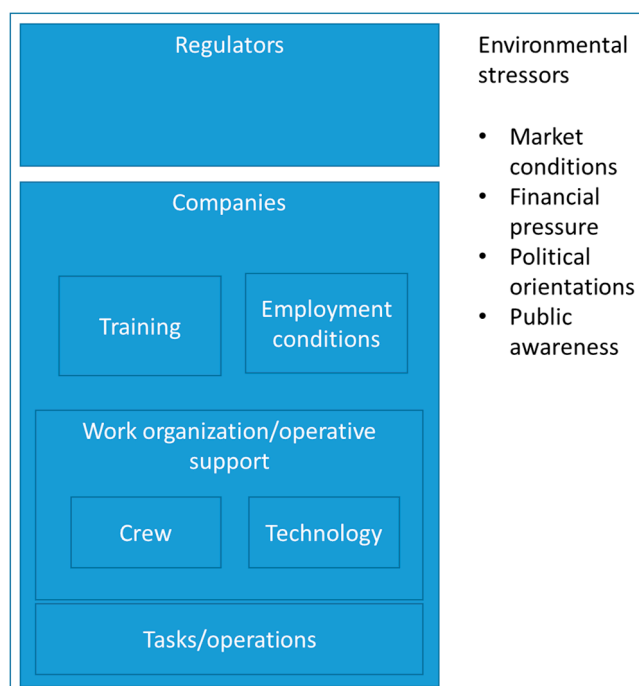 Regulators
Companies
Training
Employment
conditions
Work organization/operative
support
Crew
Technology
Tasks/operations
Environmental
stressors
• Market
conditions
• Financial
pressure
• Political
orientations
• Public
awareness